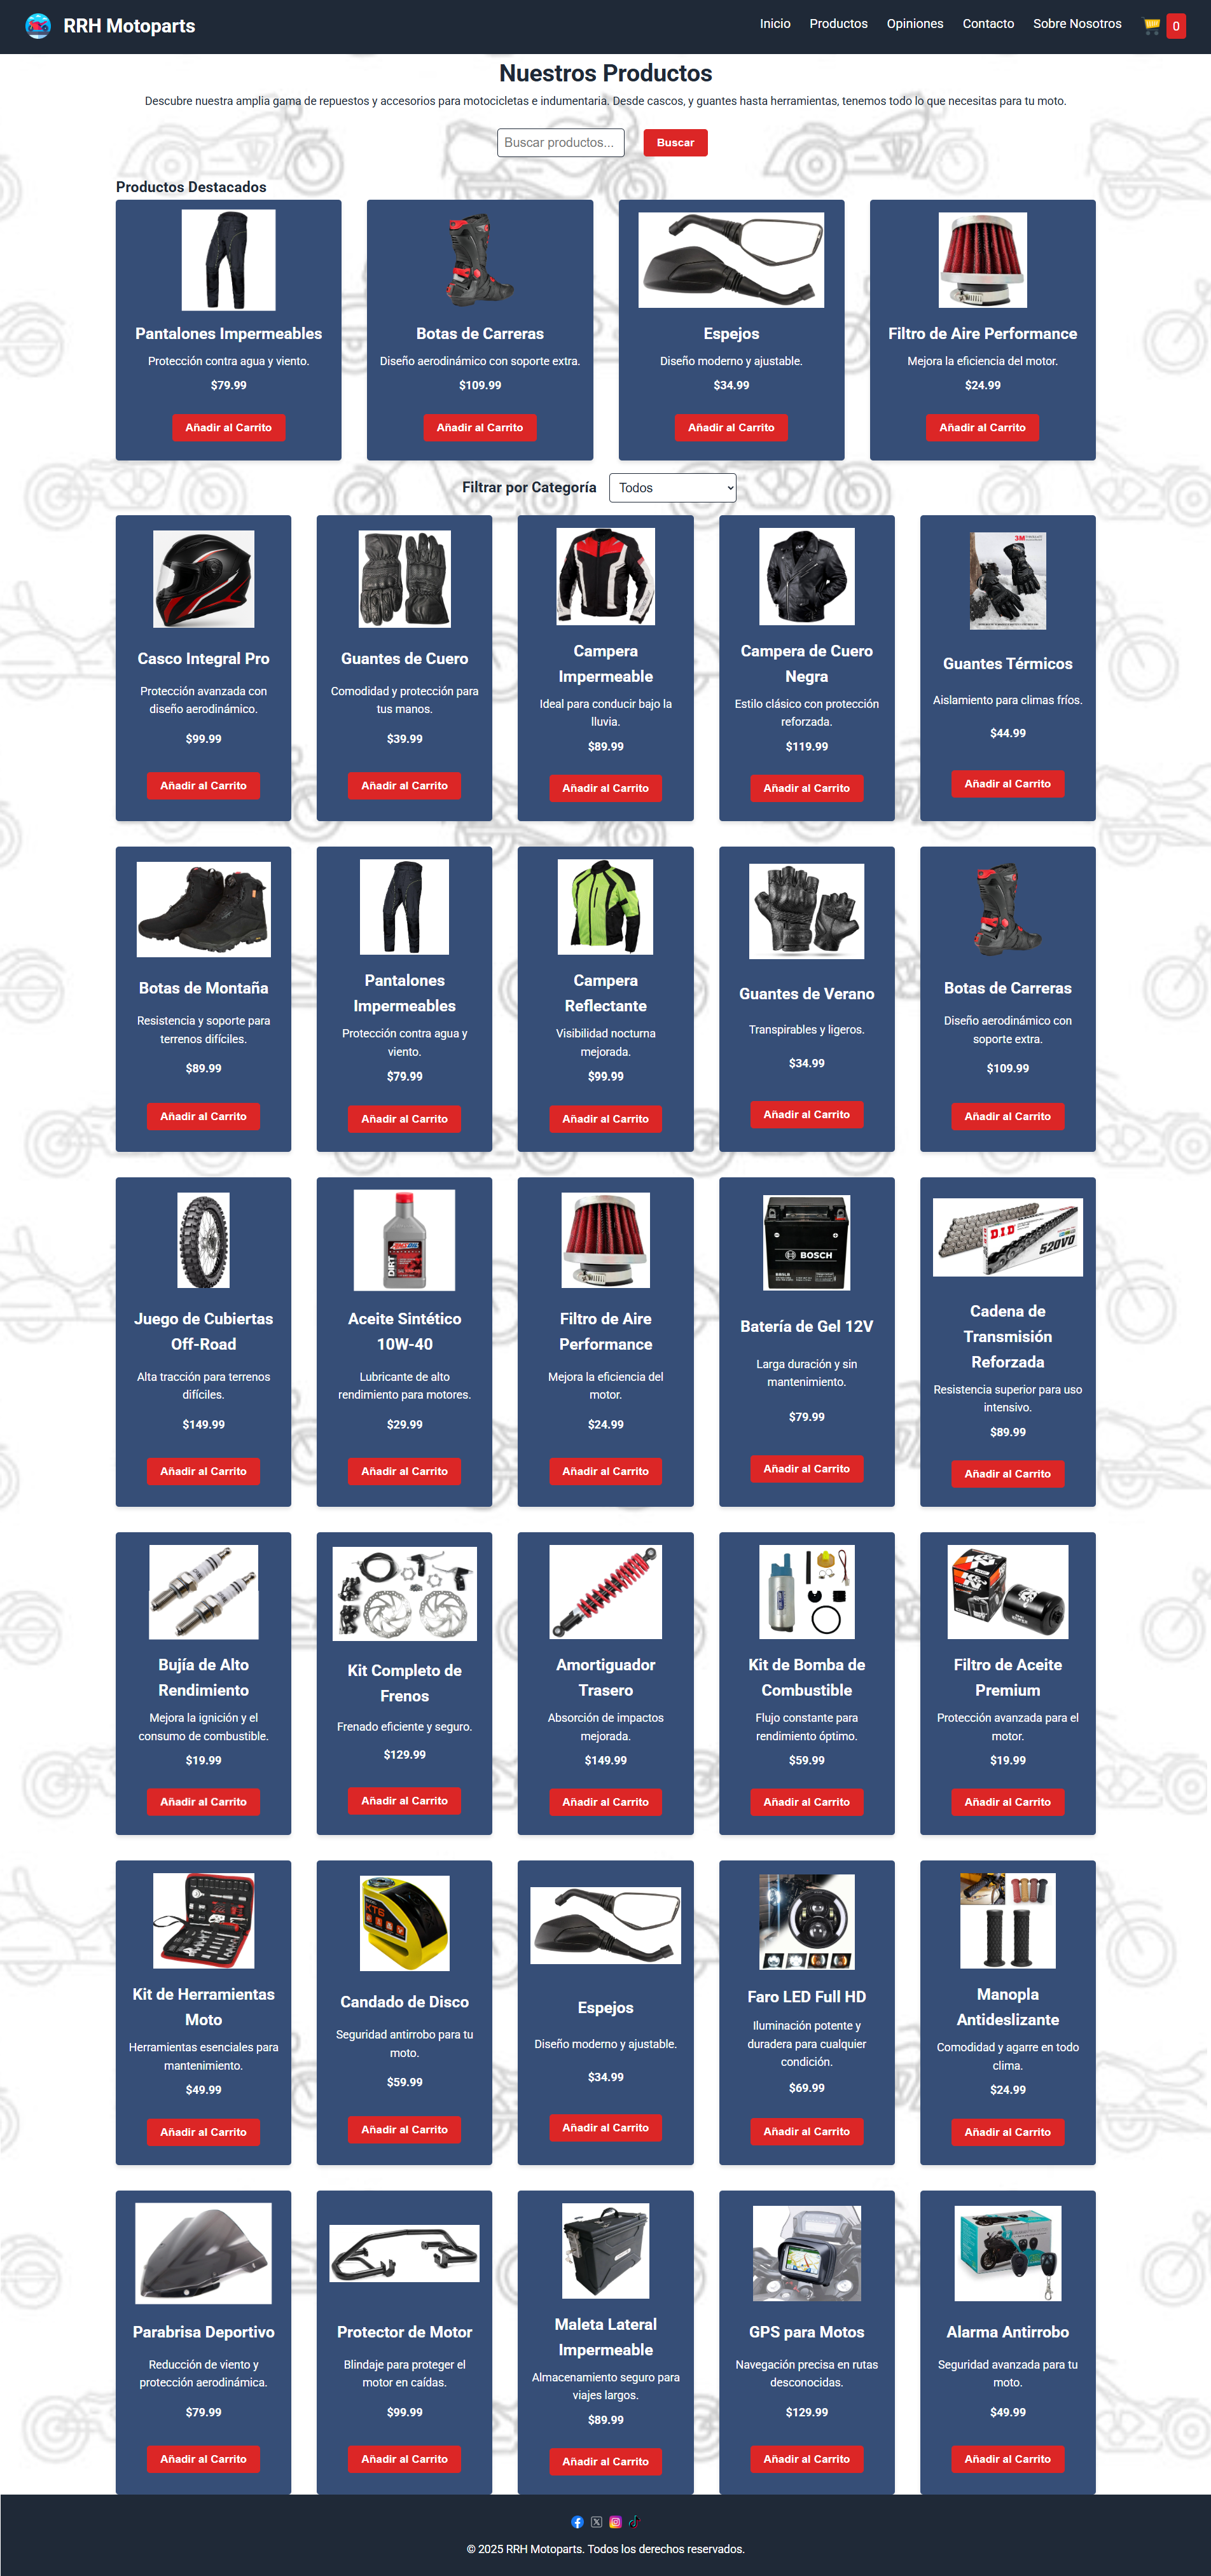 RRH Motoparts
Inicio Productos Opiniones Contacto Sobre Nosotros 0
Nuestros Productos
Descubre nuestra amplia gama de repuestos y accesorios para motocicletas e indumentaria. Desde cascos, y guantes hasta herramientas, tenemos todo lo que necesitas para tu moto.
Buscar productos... Buscar
Productos Destacados
Pantalones Impermeables
Protección contra agua y viento.
$79.99
Añadir al Carrito
Botas de Carreras
Diseño aerodinámico con soporte extra.
$109.99
Añadir al Carrito
Espejos
Diseño moderno y ajustable.
$34.99
Añadir al Carrito
Filtro de Aire Performance
Mejora la eficiencia del motor.
$24.99
Añadir al Carrito
Filtrar por Categoría Todos
Casco Integral Pro
Protección avanzada con
diseño aerodinámico.
$99.99
Añadir al Carrito
Guantes de Cuero
Comodidad y protección para
tus manos.
$39.99
Añadir al Carrito
Campera
Impermeable
Ideal para conducir bajo la
lluvia.
$89.99
Añadir al Carrito
Campera de Cuero
Negra
Estilo clásico con protección
reforzada.
$119.99
Añadir al Carrito
3M
Guantes Térmicos
Aislamiento para climas fríos.
$44.99
Añadir al Carrito
Botas de Montaña
Resistencia y soporte para
terrenos difíciles.
$89.99
Añadir al Carrito
Pantalones
Impermeables
Protección contra agua y
viento.
$79.99
Añadir al Carrito
Campera
Reflectante
Visibilidad nocturna
mejorada.
$99.99
Añadir al Carrito
Guantes de Verano
Transpirables y ligeros.
$34.99
Añadir al Carrito
Botas de Carreras
Diseño aerodinámico con
soporte extra.
$109.99
Añadir al Carrito
Juego de Cubiertas
Off-Road
Alta tracción para terrenos
difíciles.
$149.99
Añadir al Carrito
DIRT
Aceite Sintético
10W-40
Lubricante de alto
rendimiento para motores.
$29.99
Añadir al Carrito
Filtro de Aire
Performance
Mejora la eficiencia del
motor.
$24.99
Añadir al Carrito
BOSCH
Batería de Gel 12V
Larga duración y sin
mantenimiento.
$79.99
Añadir al Carrito
D.I.D
520VO
Cadena de
Transmisión
Reforzada
Resistencia superior para uso
intensivo.
$89.99
Añadir al Carrito
Bujía de Alto
Rendimiento
Mejora la ignición y el
consumo de combustible.
$19.99
Añadir al Carrito
Kit Completo de
Frenos
Frenado eficiente y seguro.
$129.99
Añadir al Carrito
Amortiguador
Trasero
Absorción de impactos
mejorada.
$149.99
Añadir al Carrito
Kit de Bomba de
Combustible
Flujo constante para
rendimiento óptimo.
$59.99
Añadir al Carrito
K&N
Filtro de Aceite
Premium
Protección avanzada para el
motor.
$19.99
Añadir al Carrito
Kit de Herramientas
Moto
Herramientas esenciales para
mantenimiento.
$49.99
Añadir al Carrito
Candado de Disco
Seguridad antirrobo para tu
moto.
$59.99
Añadir al Carrito
Espejos
Diseño moderno y ajustable.
$34.99
Añadir al Carrito
Faro LED Full HD
Iluminación potente y
duradera para cualquier
condición.
$69.99
Añadir al Carrito
Manopla
Antideslizante
Comodidad y agarre en todo
clima.
$24.99
Añadir al Carrito
Parabrisa Deportivo
Reducción de viento y
protección aerodinámica.
$79.99
Añadir al Carrito
Protector de Motor
Blindaje para proteger el
motor en caídas.
$99.99
Añadir al Carrito
Maleta Lateral
Impermeable
Almacenamiento seguro para
viajes largos.
$89.99
Añadir al Carrito
GPS para Motos
Navegación precisa en rutas
desconocidas.
$129.99
Añadir al Carrito
Alarma Antirrobo
Seguridad avanzada para tu
moto.
$49.99
Añadir al Carrito
© 2025 RRH Motoparts. Todos los derechos reservados.